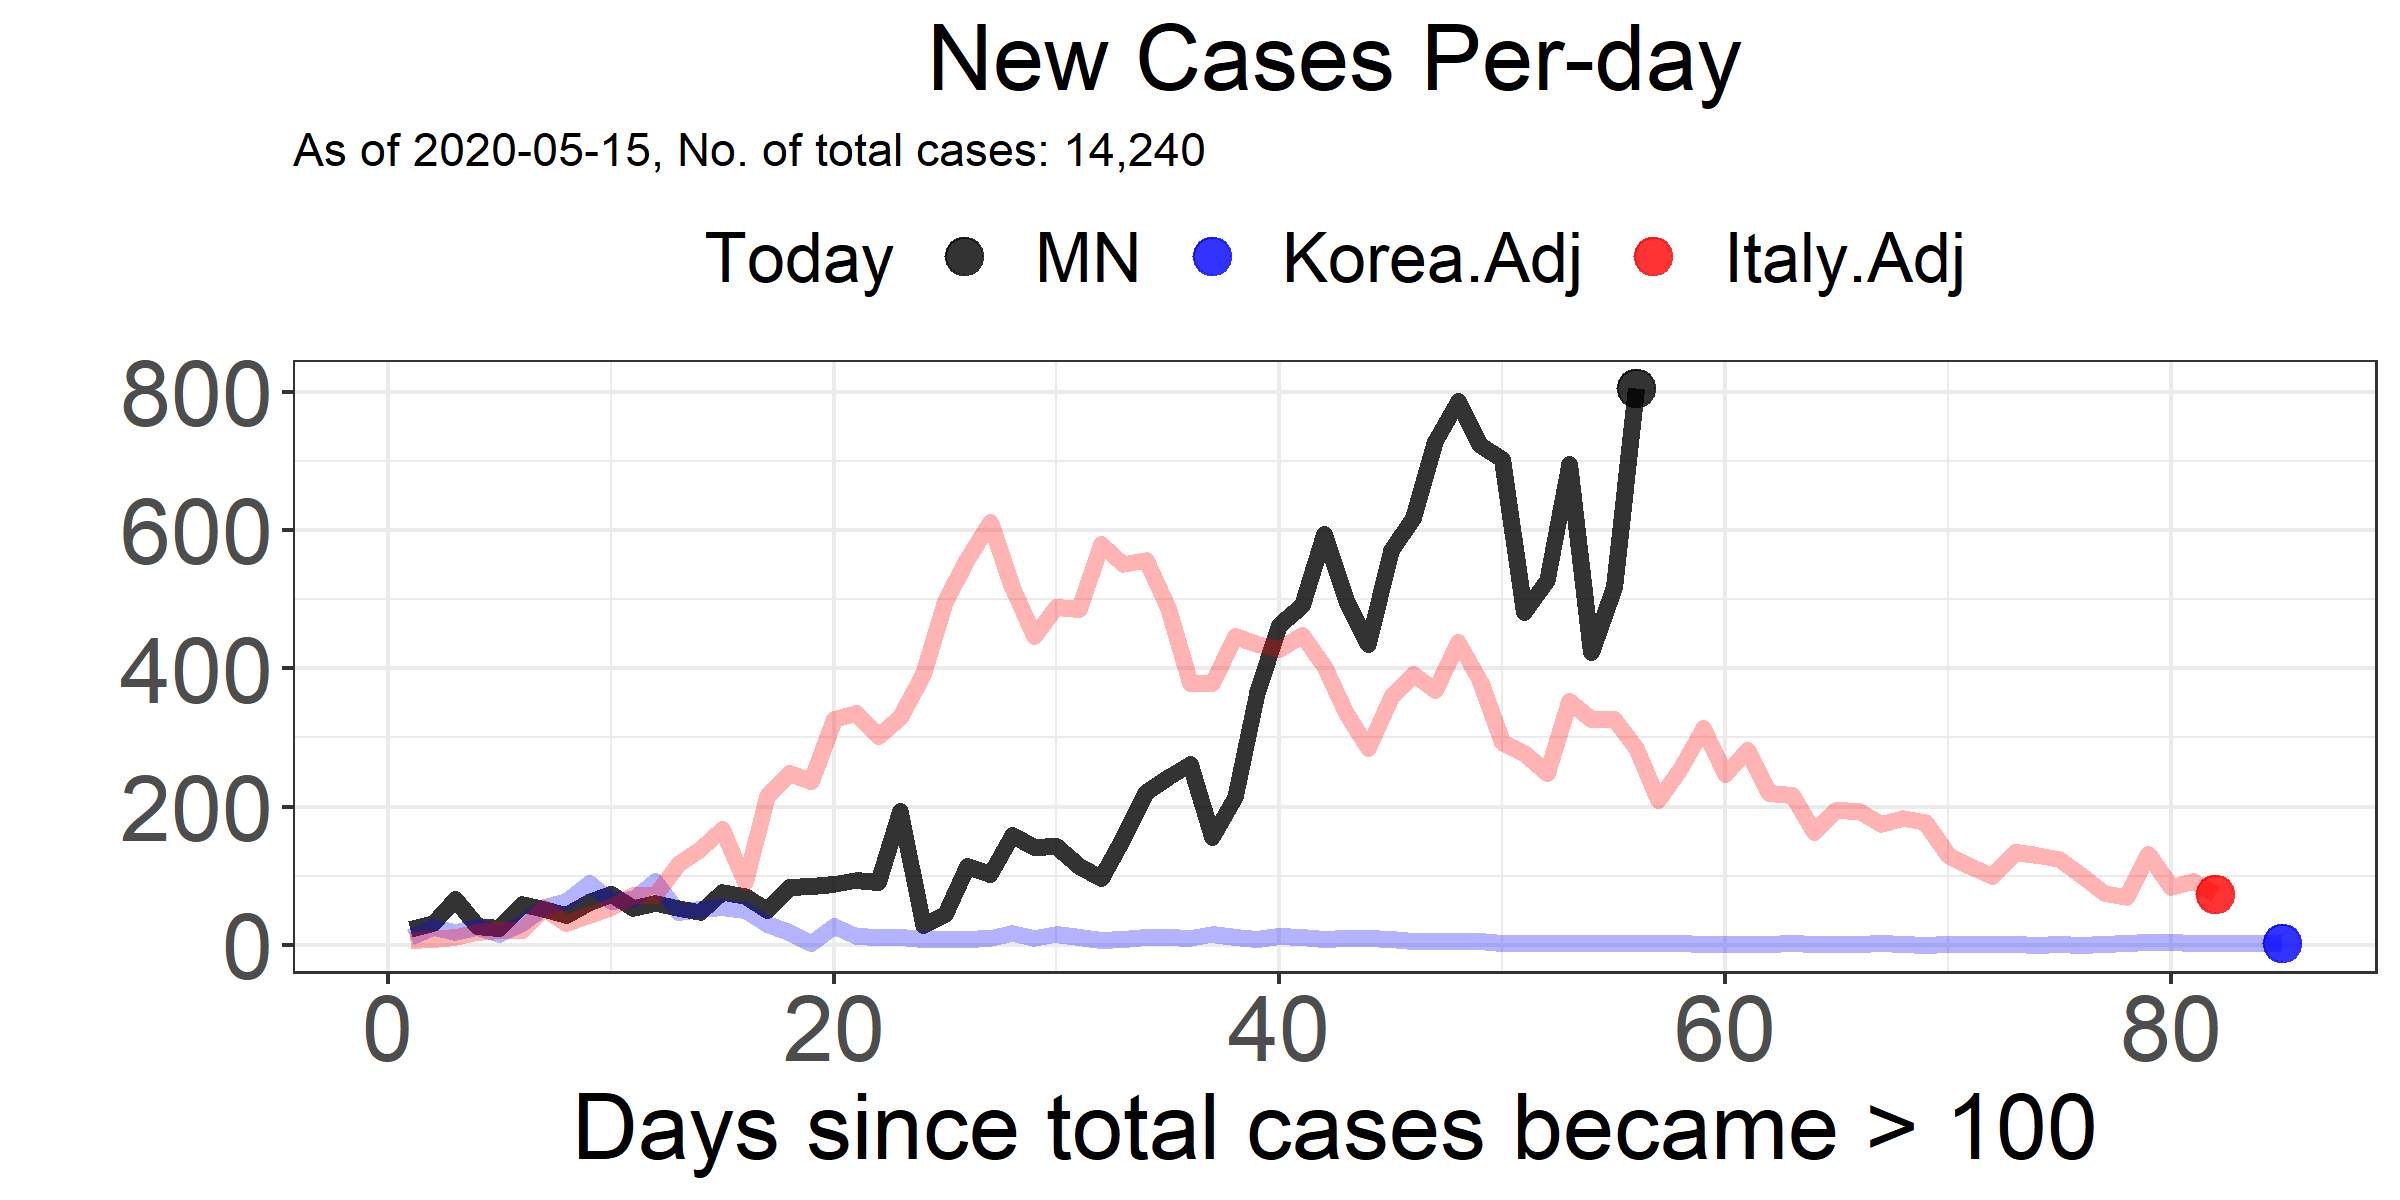 New Cases Per-day
As of 2020-05-15, No. of total cases: 14,240
Today MN Korea.Adj Italy.Adj
800
600
400
200
0
0 20 40 60 80
Days since total cases became > 100